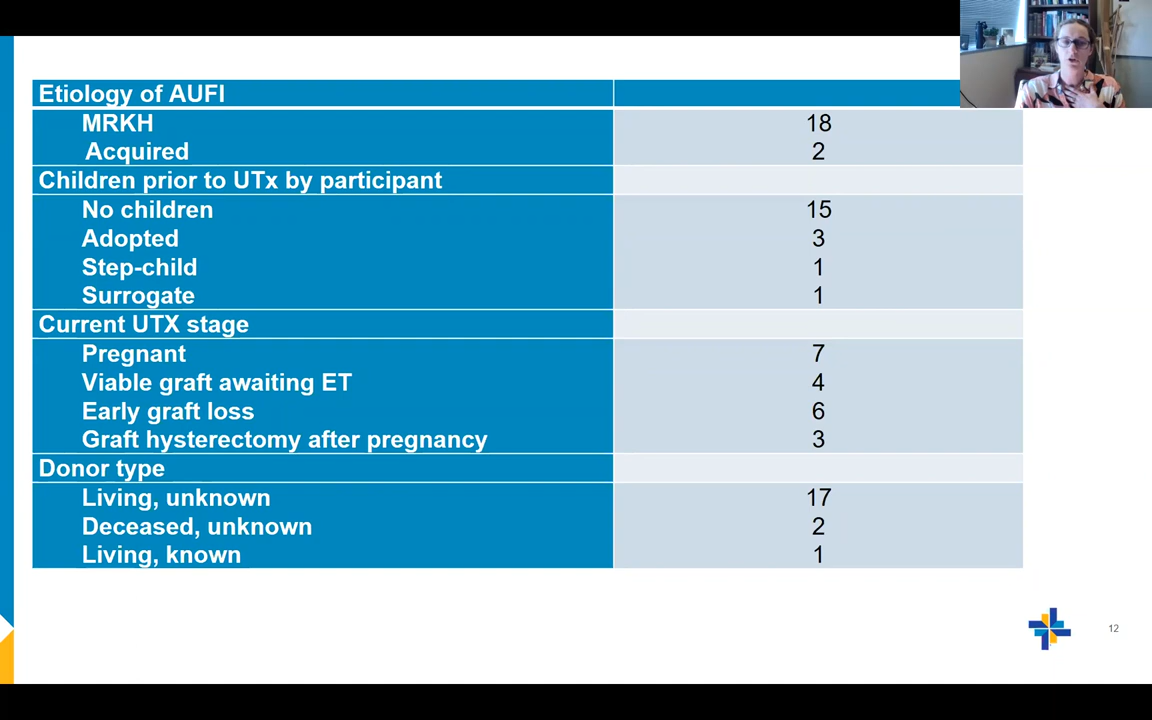 Etiology of AUFI
MRKH 18
Acquired 2
Children prior to UTx by participant
No children 15
Adopted 3
Step-child 1
Surrogate 1
Current UTX stage
Pregnant 7
Viable graft awaiting ET 4
Early graft loss 6
Graft hysterectomy after pregnancy 3
Donor type
Living, unknown 17
Deceased, unknown 2
Living, known 1
12